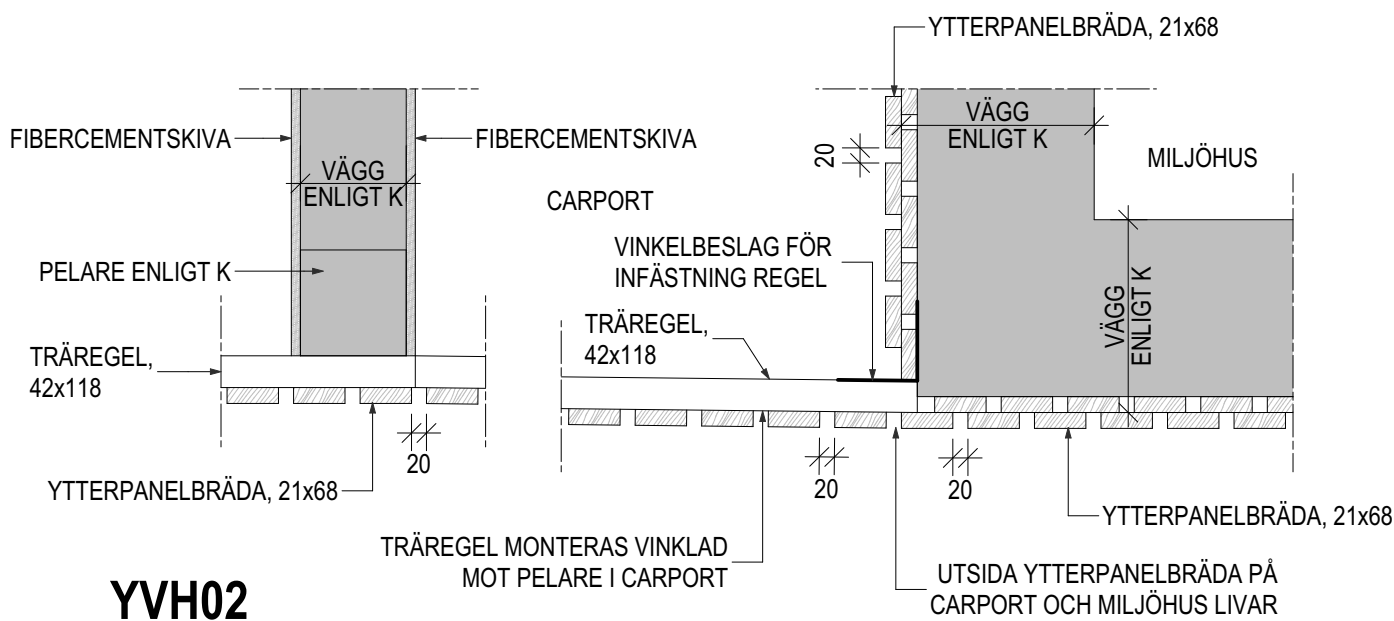 YTTERPANELBRÄDA, 21x68
FIBERCEMENTSKIVA
FIBERCEMENTSKIVA
VÄGG
ENLIGT K
VÄGG
ENLIGT K
20
MILJÖHUS
CARPORT
VINKELBESLAG FÖR
INFÄSTNING REGEL
PELARE ENLIGT K
VÄGG
ENLIGT K
TRÄREGEL,
42x118
TRÄREGEL,
42x118
20
20
20
YTTERPANELBRÄDA, 21x68
YTTERPANELBRÄDA, 21x68
TRÄREGEL MONTERAS VINKLAD
MOT PELARE I CARPORT
UTSIDA YTTERPANELBRÄDA PÅ
CARPORT OCH MILJÖHUS LIVAR
YVH02